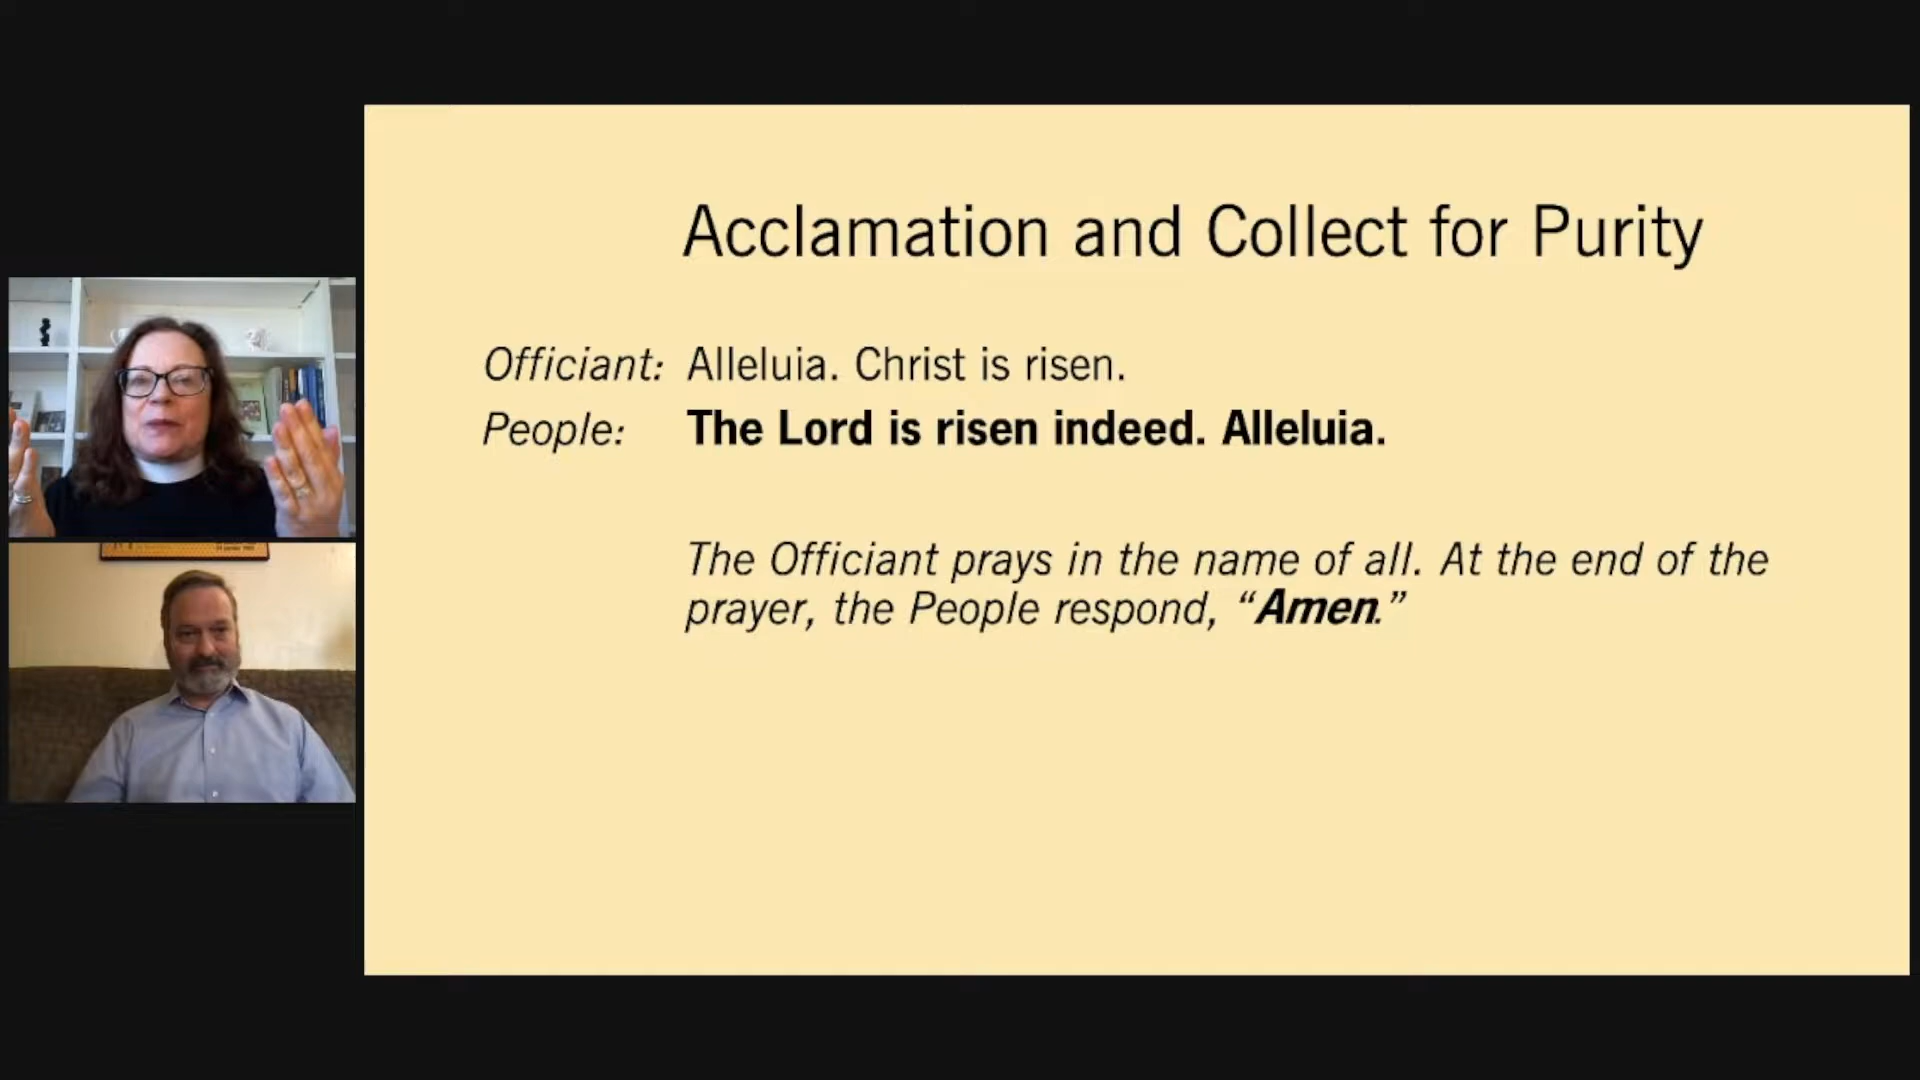 Acclamation and Collect for Purity
Officiant: Alleluia. Christ is risen.
People: The Lord is risen indeed. Alleluia.
The Officiant prays in the name of all. At the end of the
prayer, the People respond, “Amen.”